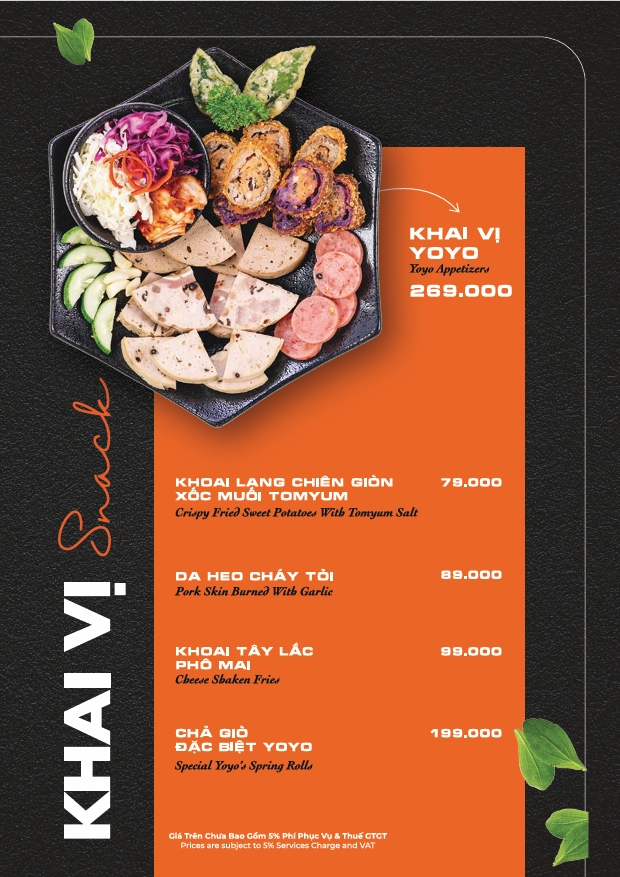 KHAI VỊ
YOYO
Yoyo Appetizers
269.000
Snack
KHAI VỊ
KHOAI LANG CHIÊN GIÒN
XỐC MUỐI TOMYUM
79.000
Crispy Fried Sweet Potatoes With Tomyum Salt
DA HEO CHÁY TỎI
89.000
Pork Skin Burned With Garlic
KHOAI TÂY LẮC
PHÔ MAI
99.000
Cheese Shaken Fries
CHẢ GIÒ
ĐẶC BIỆT YOYO
199.000
Special Yoyo's Spring Rolls
Giá Trên Chưa Bao Gồm 5% Phí Phục Vụ & Thuế GTGT
Prices are subject to 5% Services Charge and VAT